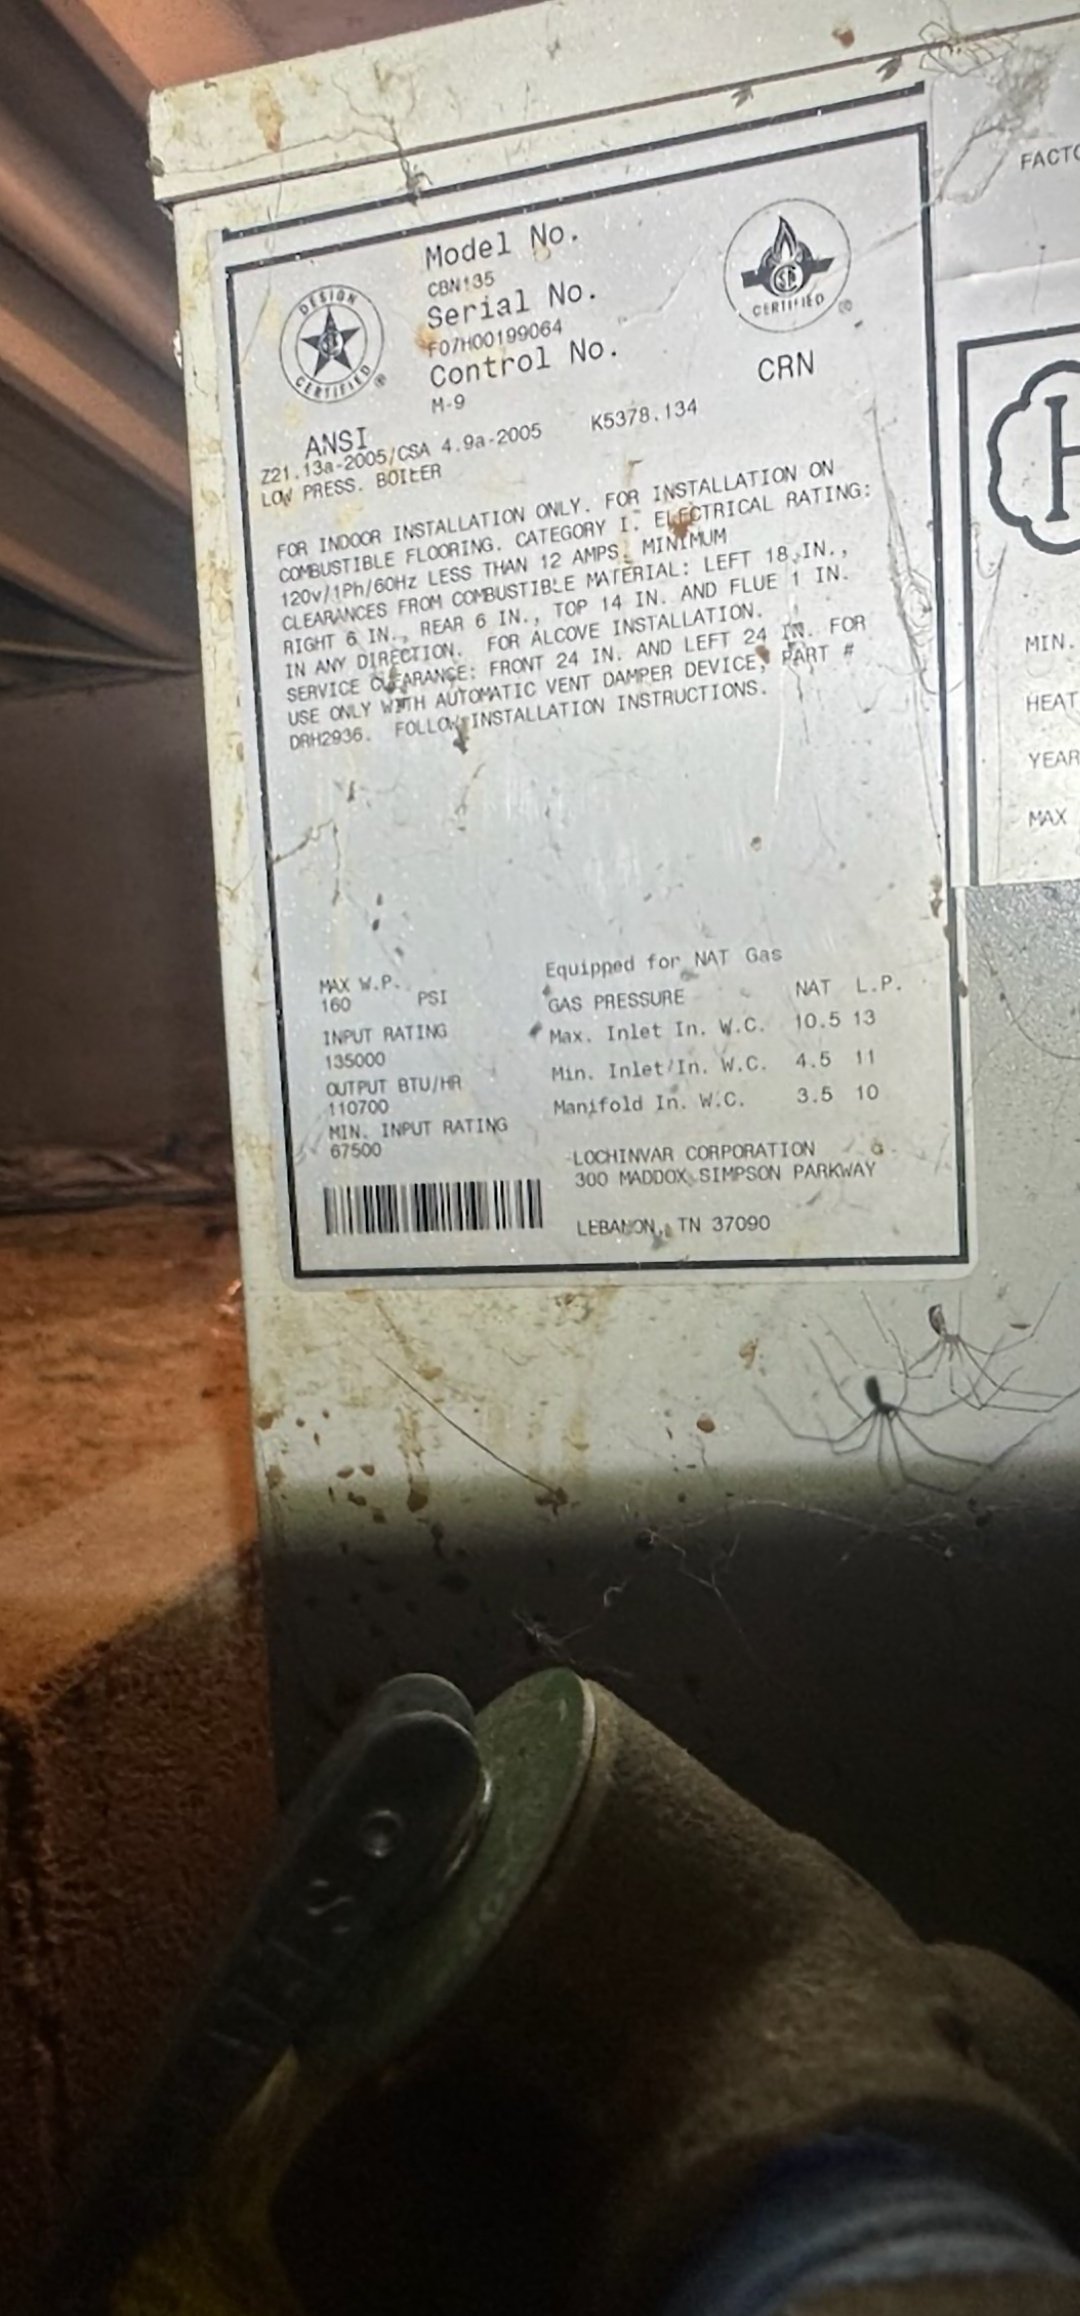 FACTO
Model No.
CBN135
Serial No.
F07H00199064
Control No.
M-9
DESIGN
CERTIFIED
®
CERTIFIED
®
CRN
ANSI
Z21.13a-2005/CSA 4.9a-2005 K5378.134
LOW PRESS. BOILER
FOR INDOOR INSTALLATION ONLY. FOR INSTALLATION ON
COMBUSTIBLE FLOORING. CATEGORY I. ELECTRICAL RATING:
120v/1Ph/60Hz LESS THAN 12 AMPS. MINIMUM
CLEARANCES FROM COMBUSTIBLE MATERIAL: LEFT 18 IN.,
RIGHT 6 IN., REAR 6 IN., TOP 14 IN. AND FLUE 1 IN.
IN ANY DIRECTION. FOR ALCOVE INSTALLATION.
SERVICE CLEARANCE: FRONT 24 IN. AND LEFT 24 IN. FOR
USE ONLY WITH AUTOMATIC VENT DAMPER DEVICE, PART #
DRH2936. FOLLOW INSTALLATION INSTRUCTIONS.
H
MIN.
HEAT
YEAR
MAX
MAX W.P.
160 PSI
INPUT RATING
135000
OUTPUT BTU/HR
110700
MIN. INPUT RATING
67500
Equipped for NAT Gas
GAS PRESSURE NAT L.P.
Max. Inlet In. W.C. 10.5 13
Min. Inlet In. W.C. 4.5 11
Manifold In. W.C. 3.5 10
LOCHINVAR CORPORATION
300 MADDOX SIMPSON PARKWAY
LEBANON, TN 37090